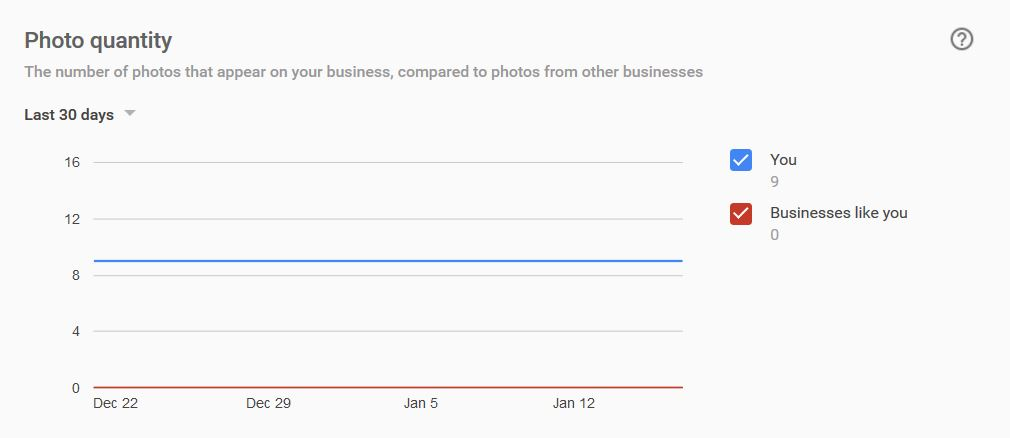 Photo quantity
?
The number of photos that appear on your business, compared to photos from other businesses
Last 30 days
16
12
8
4
0
Dec 22
Dec 29
Jan 5
Jan 12
You
9
Businesses like you
0